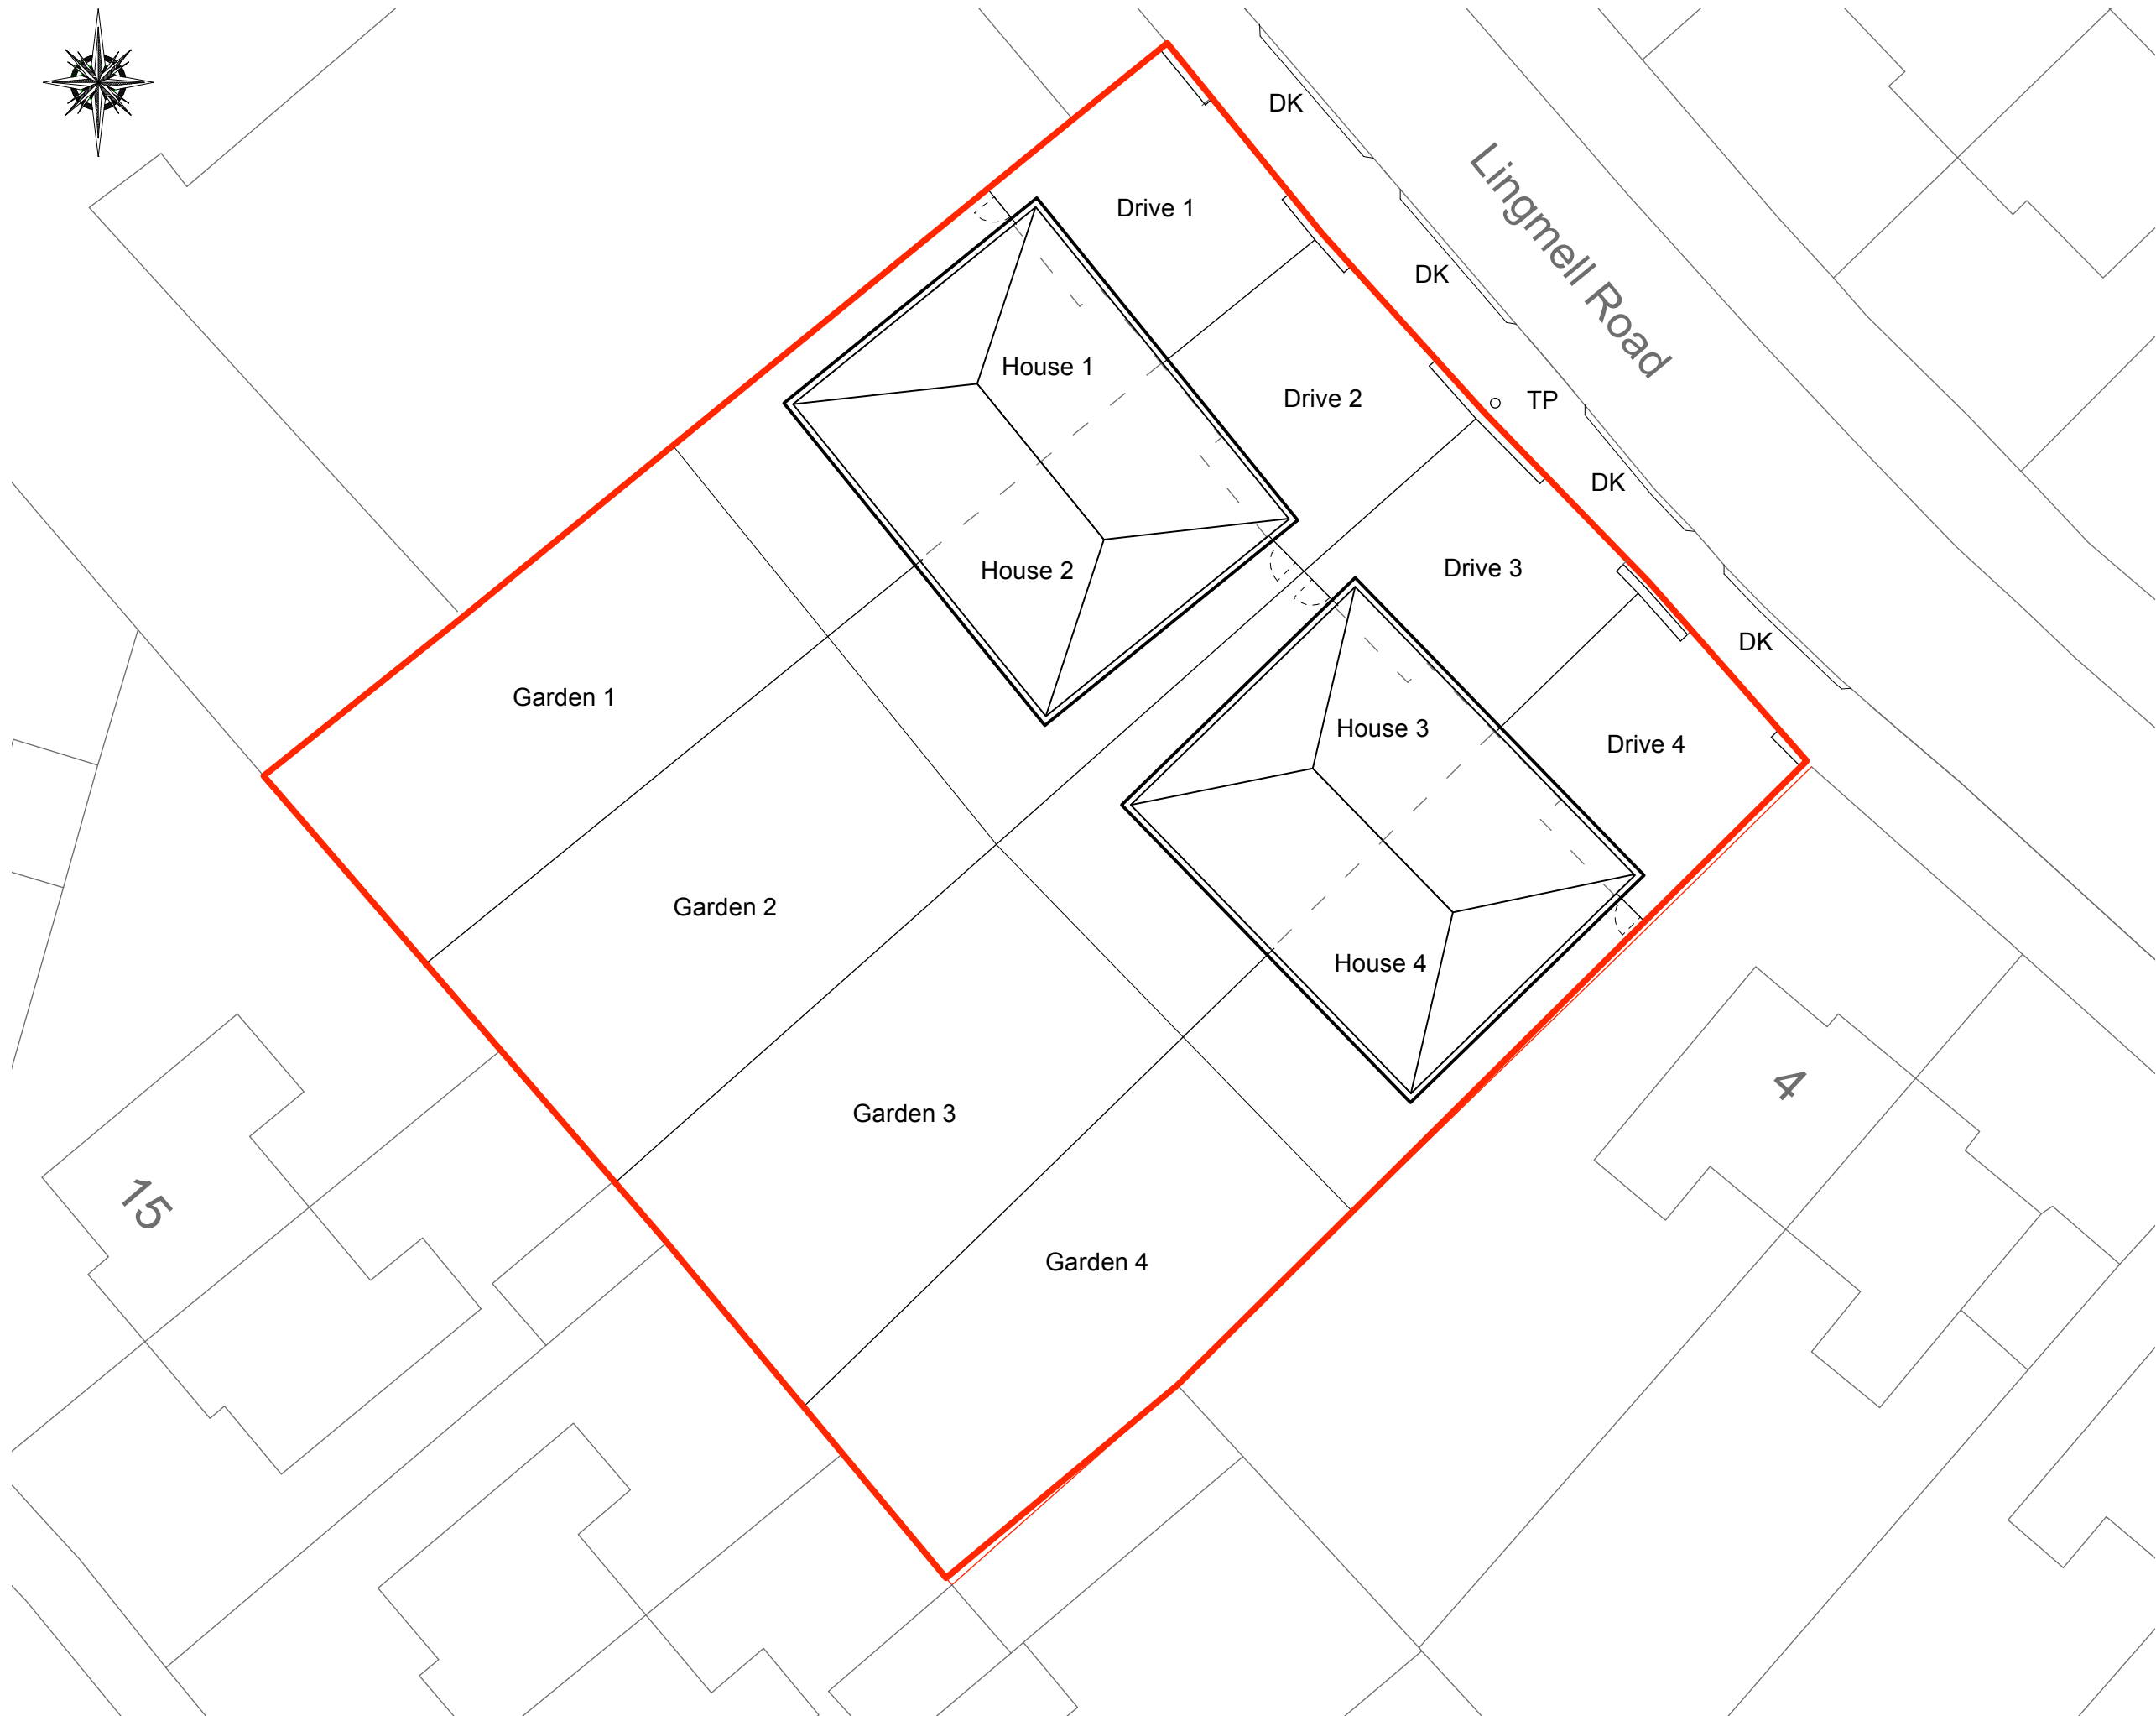 DK
Lingmell Road
Drive 1
DK
House 1
Drive 2
TP
DK
House 2
Drive 3
DK
Garden 1
House 3
Drive 4
Garden 2
House 4
4
Garden 3
15
Garden 4